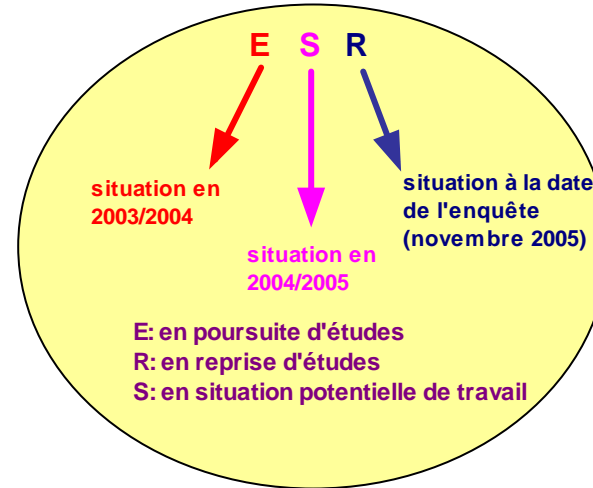 E S R
situation en
2003/2004
situation à la date
de l'enquête
(novembre 2005)
situation en
2004/2005
E: en poursuite d'études
R: en reprise d'études
S: en situation potentielle de travail